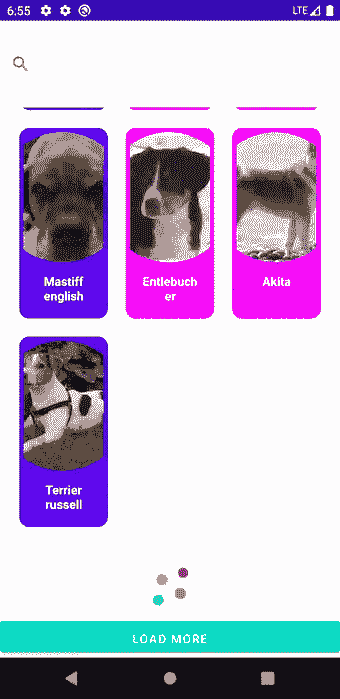 6:55
LTE
Mastiff
english
Entlebuch
er
Akita
Terrier
russell
LOAD MORE